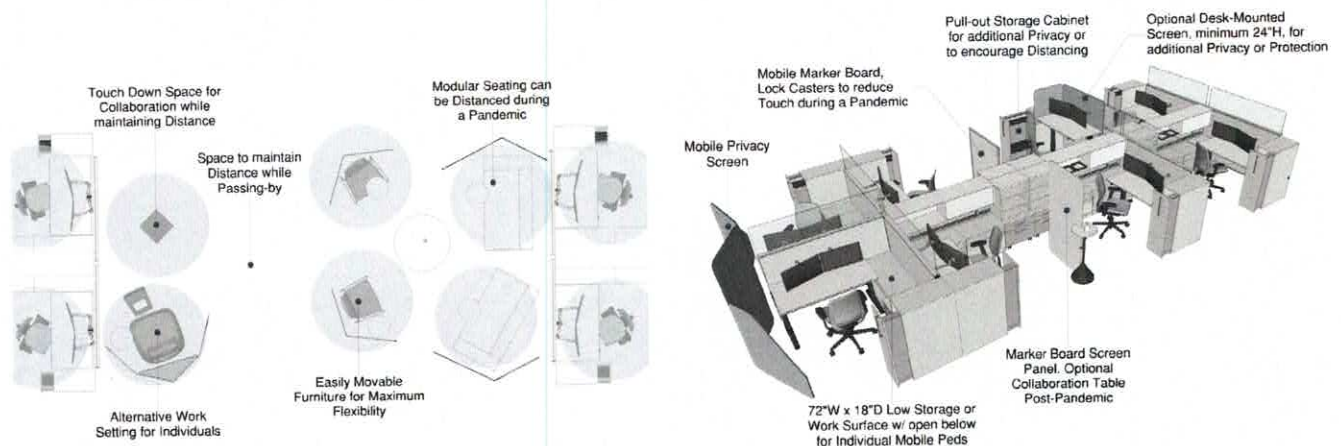 Touch Down Space for
Collaboration while
maintaining Distance
Space to maintain
Distance while
Passing-by
Modular Seating can
be Distanced during
a Pandemic
Alternative Work
Setting for Individuals
Easily Movable
Furniture for Maximum
Flexibility
Pull-out Storage Cabinet
for additional Privacy or
to encourage Distancing
Optional Desk-Mounted
Screen, minimum 24"H, for
additional Privacy or Protection
Mobile Marker Board,
Lock Casters to reduce
Touch during a Pandemic
Mobile Privacy
Screen
Marker Board Screen
Panel. Optional
Collaboration Table
Post-Pandemic
72"W x 18"D Low Storage or
Work Surface w/ open below
for Individual Mobile Peds